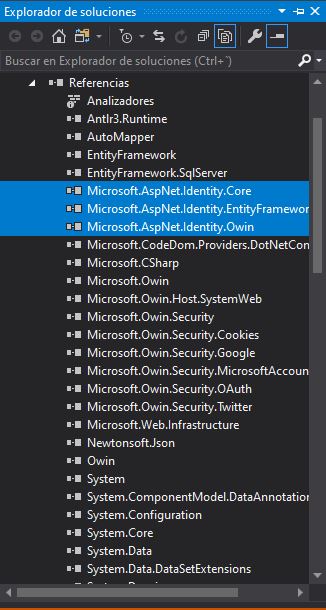 Explorador de soluciones
Buscar en Explorador de soluciones (Ctrl+´)
Referencias
Analizadores
Antlr3.Runtime
AutoMapper
EntityFramework
EntityFramework.SqlServer
Microsoft.AspNet.Identity.Core
Microsoft.AspNet.Identity.EntityFramewor
Microsoft.AspNet.Identity.Owin
Microsoft.CodeDom.Providers.DotNetCom
Microsoft.CSharp
Microsoft.Owin
Microsoft.Owin.Host.SystemWeb
Microsoft.Owin.Security
Microsoft.Owin.Security.Cookies
Microsoft.Owin.Security.Google
Microsoft.Owin.Security.MicrosoftAccoun
Microsoft.Owin.Security.OAuth
Microsoft.Owin.Security.Twitter
Microsoft.Web.Infrastructure
Newtonsoft.Json
Owin
System
System.ComponentModel.DataAnnotation
System.Configuration
System.Core
System.Data
System.Data.DataSetExtensions